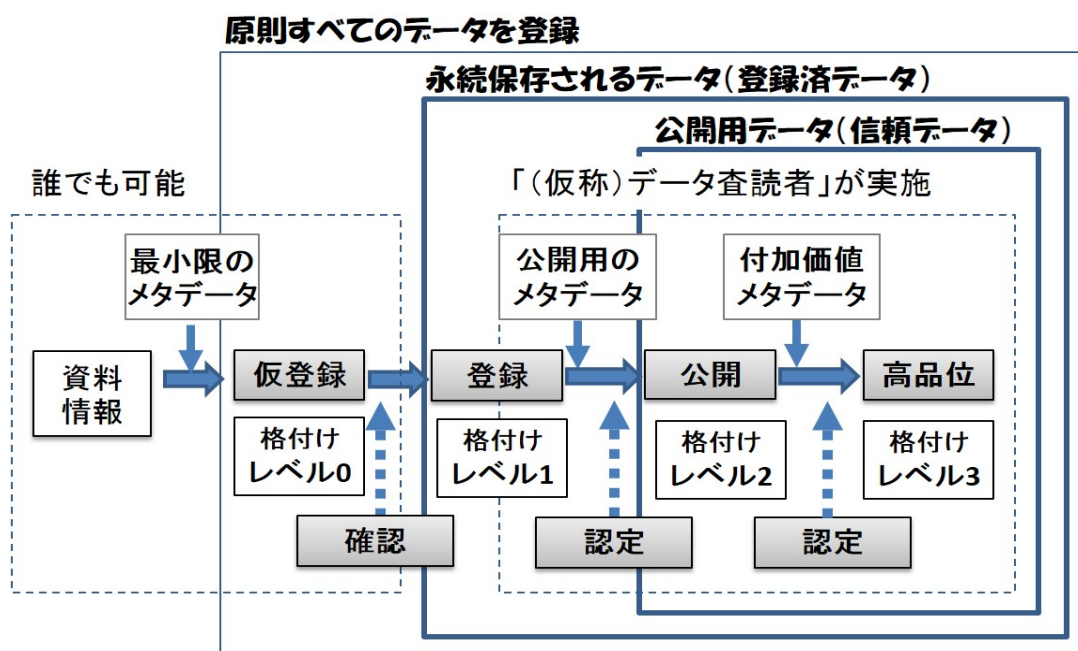 原則すべてのデータを登録
永続保存されるデータ(登録済データ)
公開用データ(信頼データ)
誰でも可能
「(仮称)データ査読者」が実施
最小限の
メタデータ
公開用の
メタデータ
付加価値
メタデータ
資料
情報
仮登録
登録
公開
高品位
格付け
レベル0
格付け
レベル1
格付け
レベル2
格付け
レベル3
確認
認定
認定